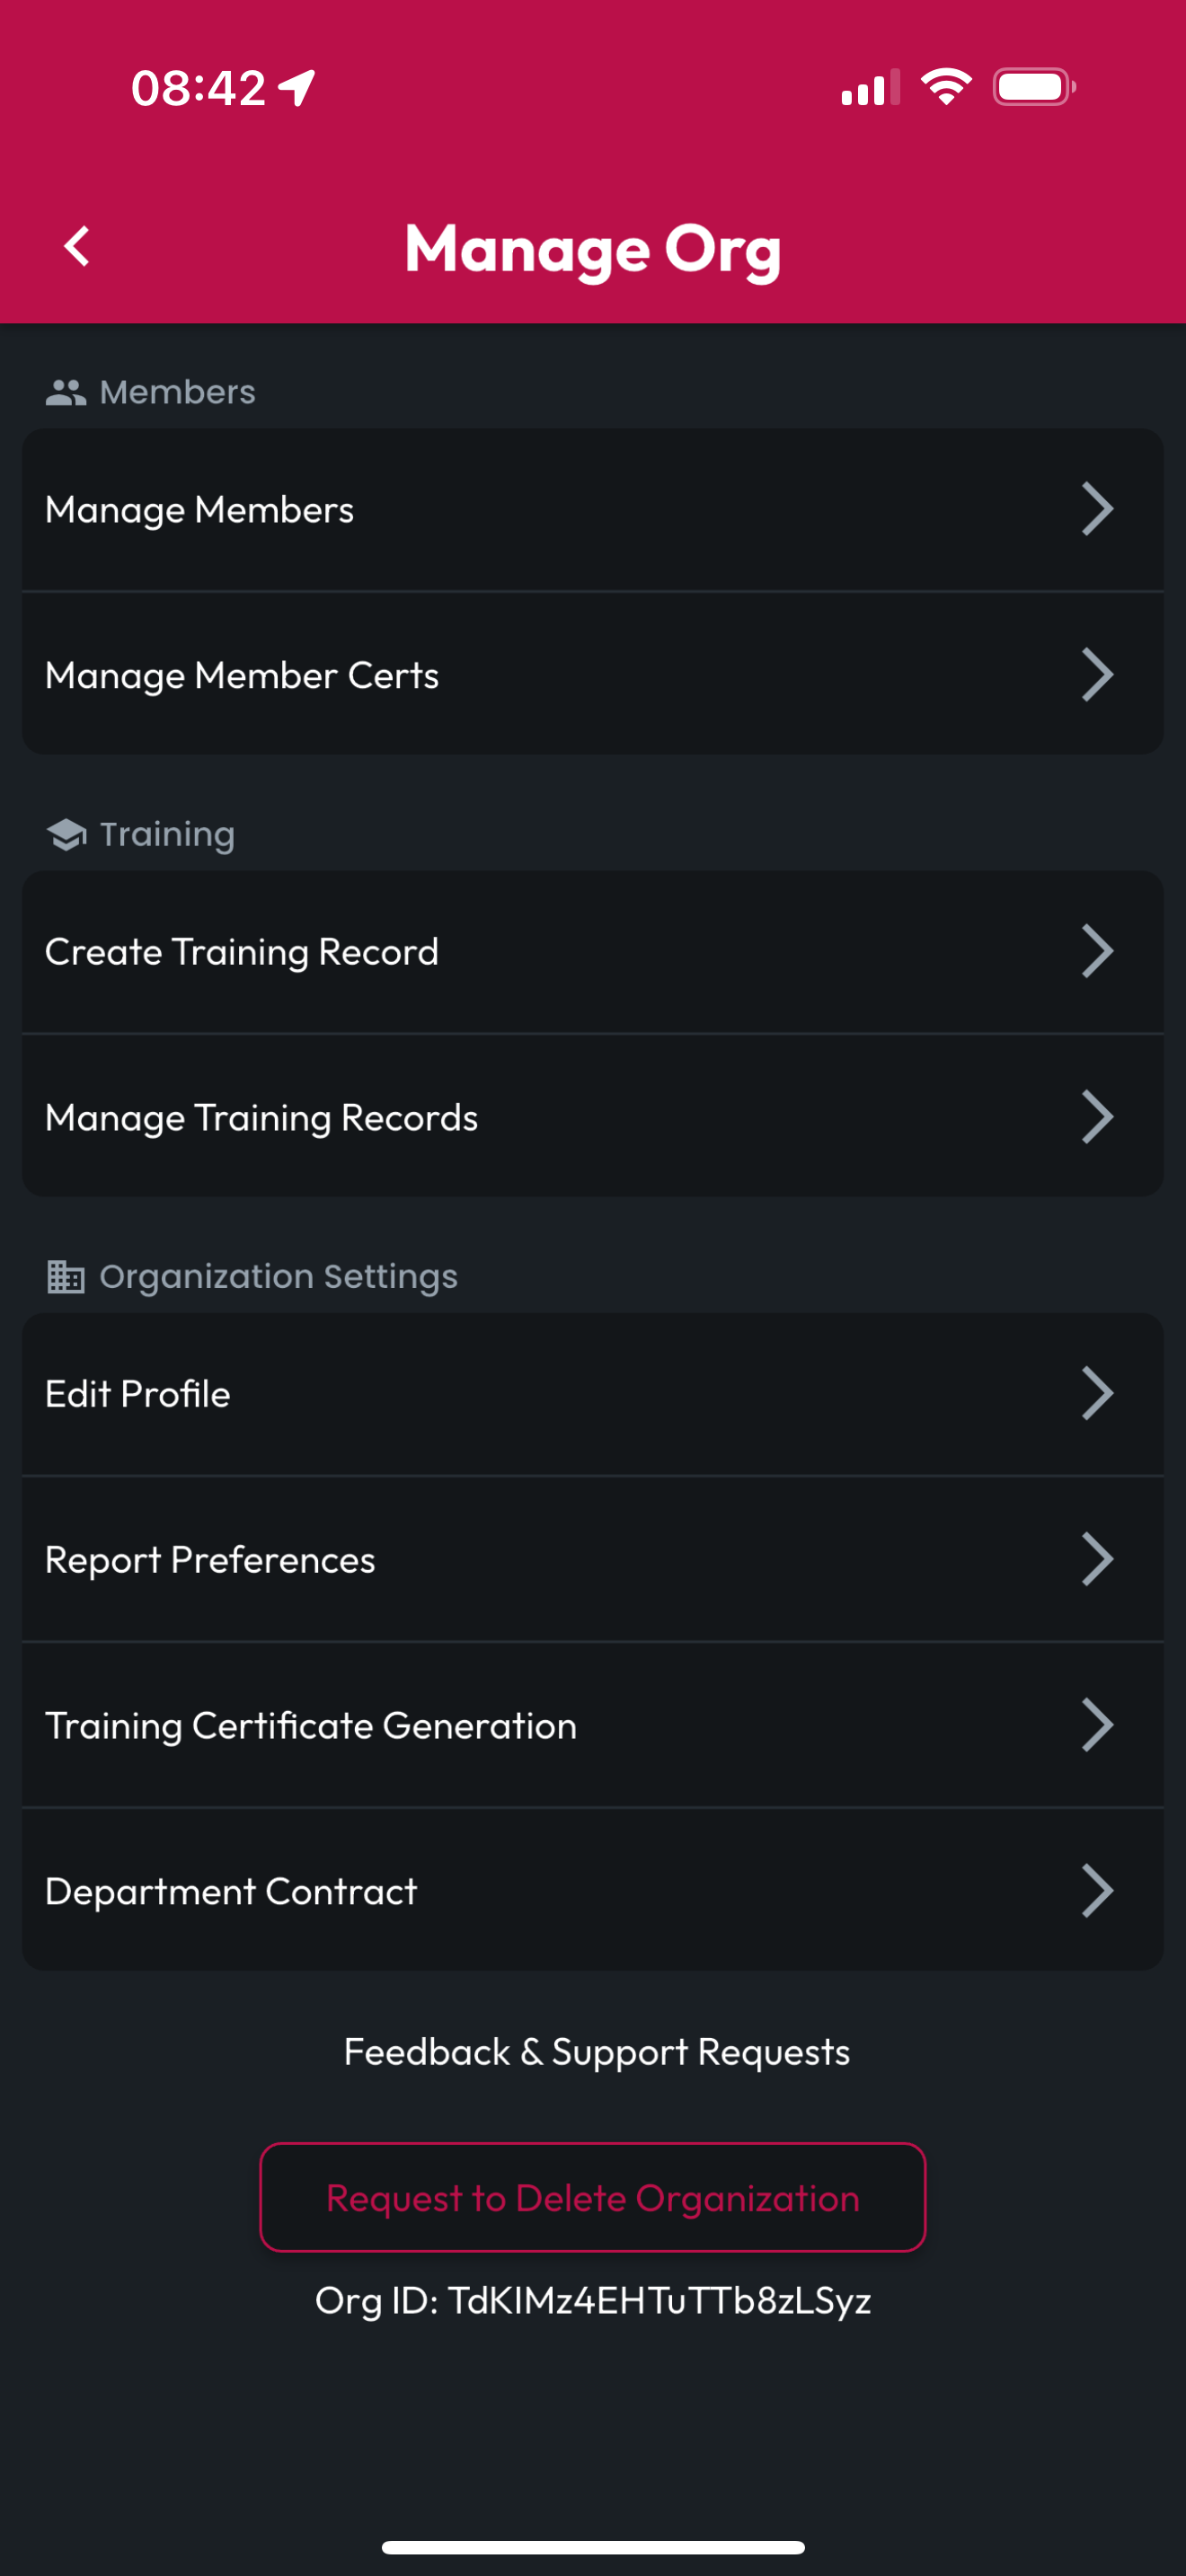 08:42
Manage Org
Members
Manage Members
Manage Member Certs
Training
Create Training Record
Manage Training Records
Organization Settings
Edit Profile
Report Preferences
Training Certificate Generation
Department Contract
Feedback & Support Requests
Request to Delete Organization
Org ID: TdKIMz4EHTuTTb8zLSyz